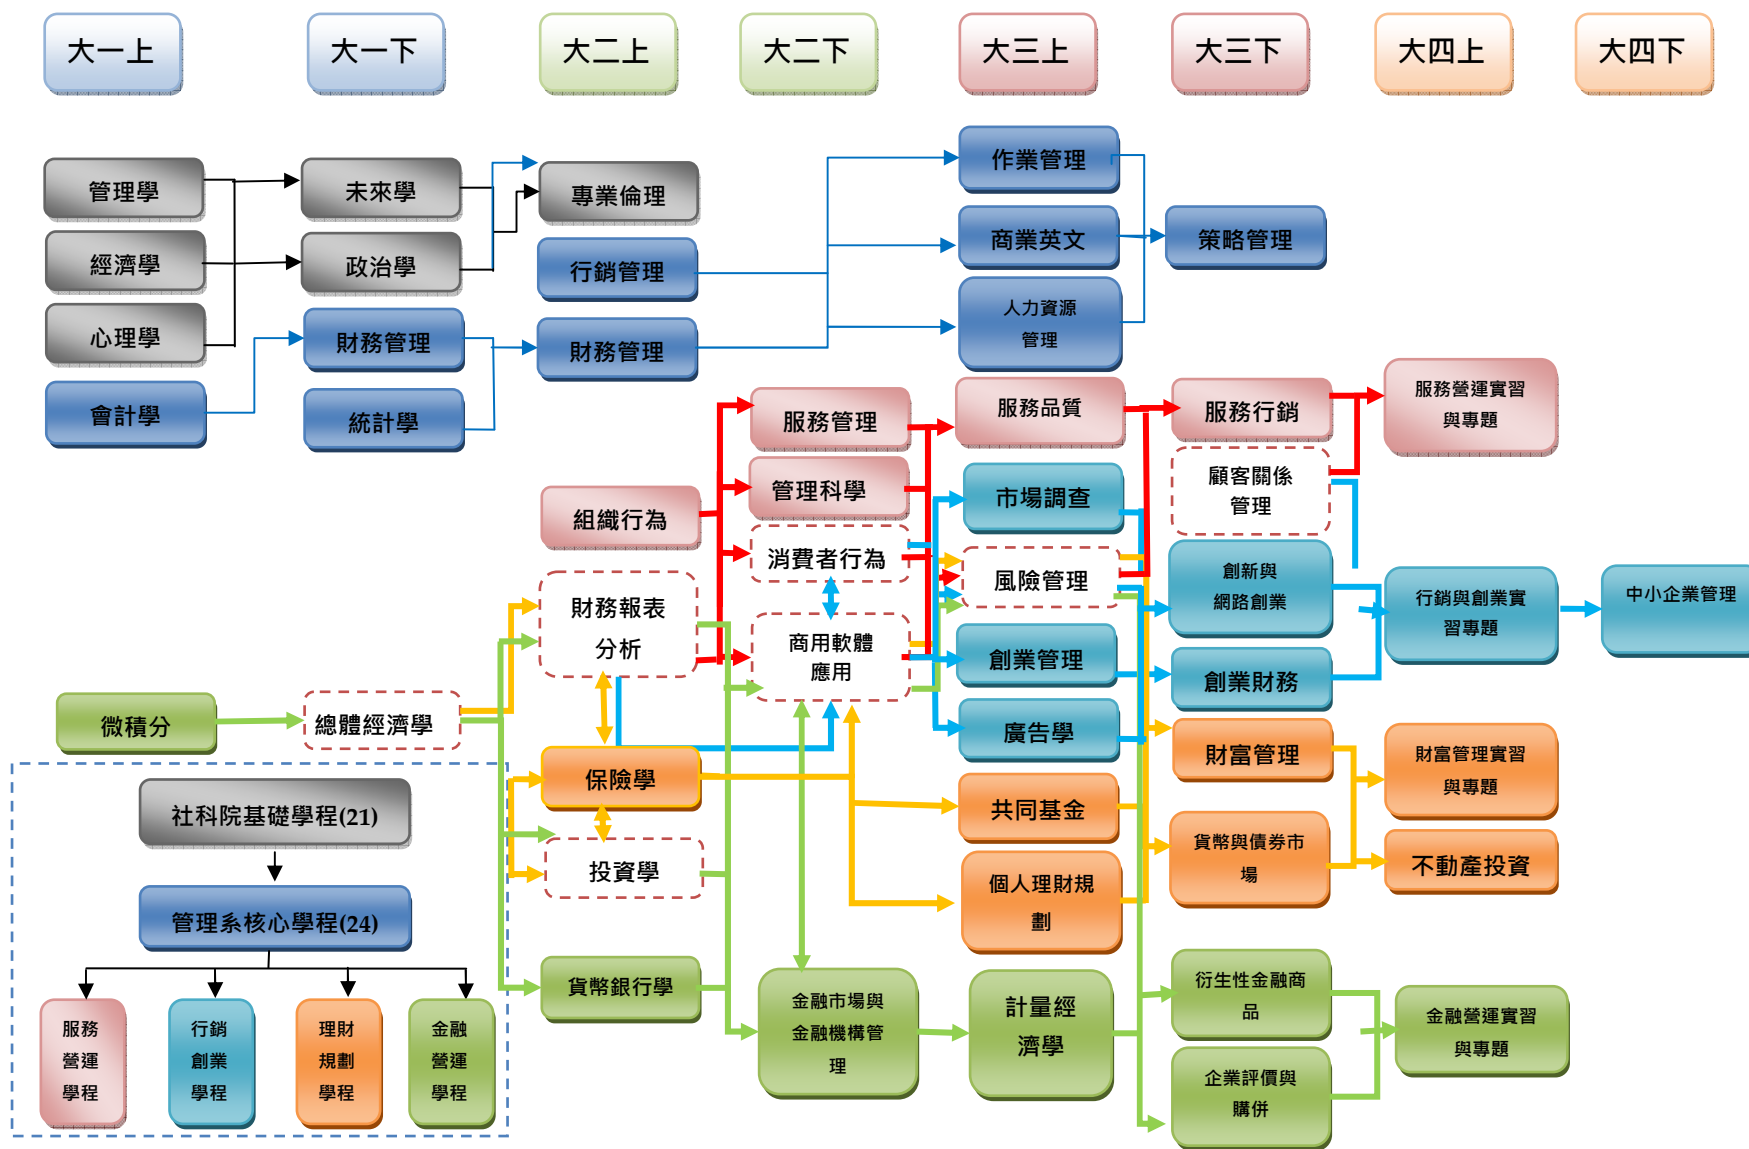 大一上
大一下
大二上
大二下
大三上
大三下
大四上
大四下
管理學
未來學
專業倫理
作業管理
經濟學
政治學
行銷管理
商業英文
策略管理
心理學
財務管理
財務管理
人力資源
管理
會計學
統計學
服務管理
服務品質
服務行銷
服務營運實習
與專題
組織行為
管理科學
市場調查
顧客關係
管理
消費者行為
風險管理
創新與
網路創業
行銷與創業實
習專題
中小企業管理
財務報表
分析
商用軟體
應用
創業管理
創業財務
微積分
總體經濟學
廣告學
財富管理
財富管理實習
與專題
保險學
共同基金
貨幣與債券市
場
不動產投資
投資學
個人理財規
劃
貨幣銀行學
金融市場與
金融機構管
理
計量經
濟學
衍生性金融商
品
金融營運實習
與專題
企業評價與
購併
社科院基礎學程(21)
管理系核心學程(24)
服務
營運
學程
行銷
創業
學程
理財
規劃
學程
金融
營運
學程